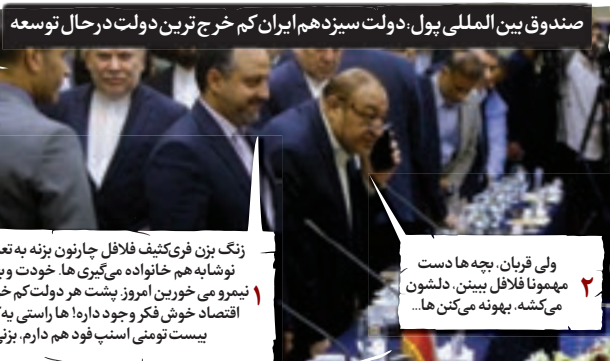 صندوق بین المللی پول: دولت سیزدهم ایران کم خرج ترین دولتِ درحال توسعه
۱
زنگ بزن فری‌کثیف فلافل چارنون بزنه به
نوشابه هم خانواده می‌گیری ها. خودت
نیمرو می خورین امروز. پشت هر دولت کم
اقتصاد خوش فکر وجود داره! ها راستی
بیست تومنی اسنپ فود هم دارم، بزنی
۲
ولی قربان، بچه ها دست
مهمونا فلافل ببینن، دلشون
می‌کشه، بهونه می‌کنن ها...